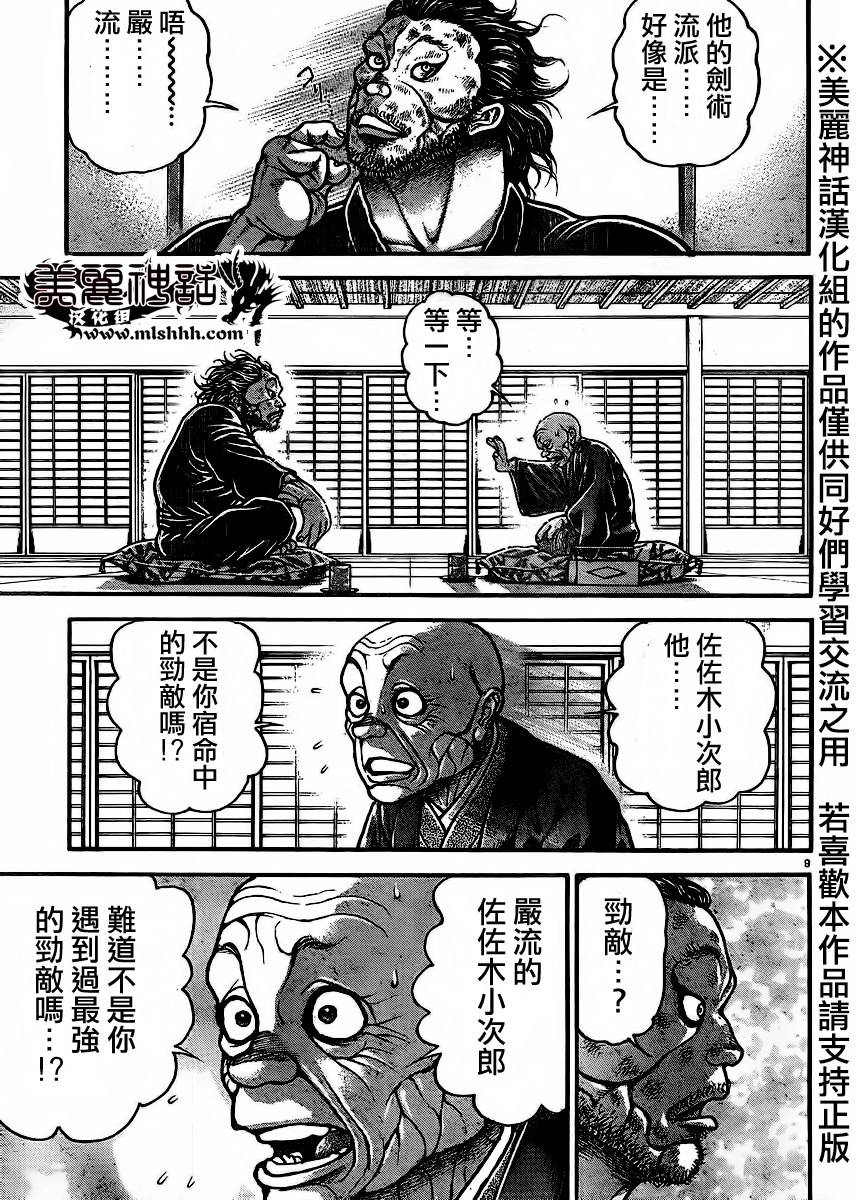 他的劍術
流派……
好像是……
唔～～～
嚴……
流……
美麗神話
汉化组
www.mlshhh.com
等…
等一下…
佐佐木小次郎
他……
不是你宿命中
的勁敵嗎!?
9
勁敵…?
嚴流的
佐佐木小次郎
難道不是你
遇到過最強
的勁敵嗎…!?
※美麗神話漢化組的作品僅供同好們學習交流之用　若喜歡本作品請支持正版